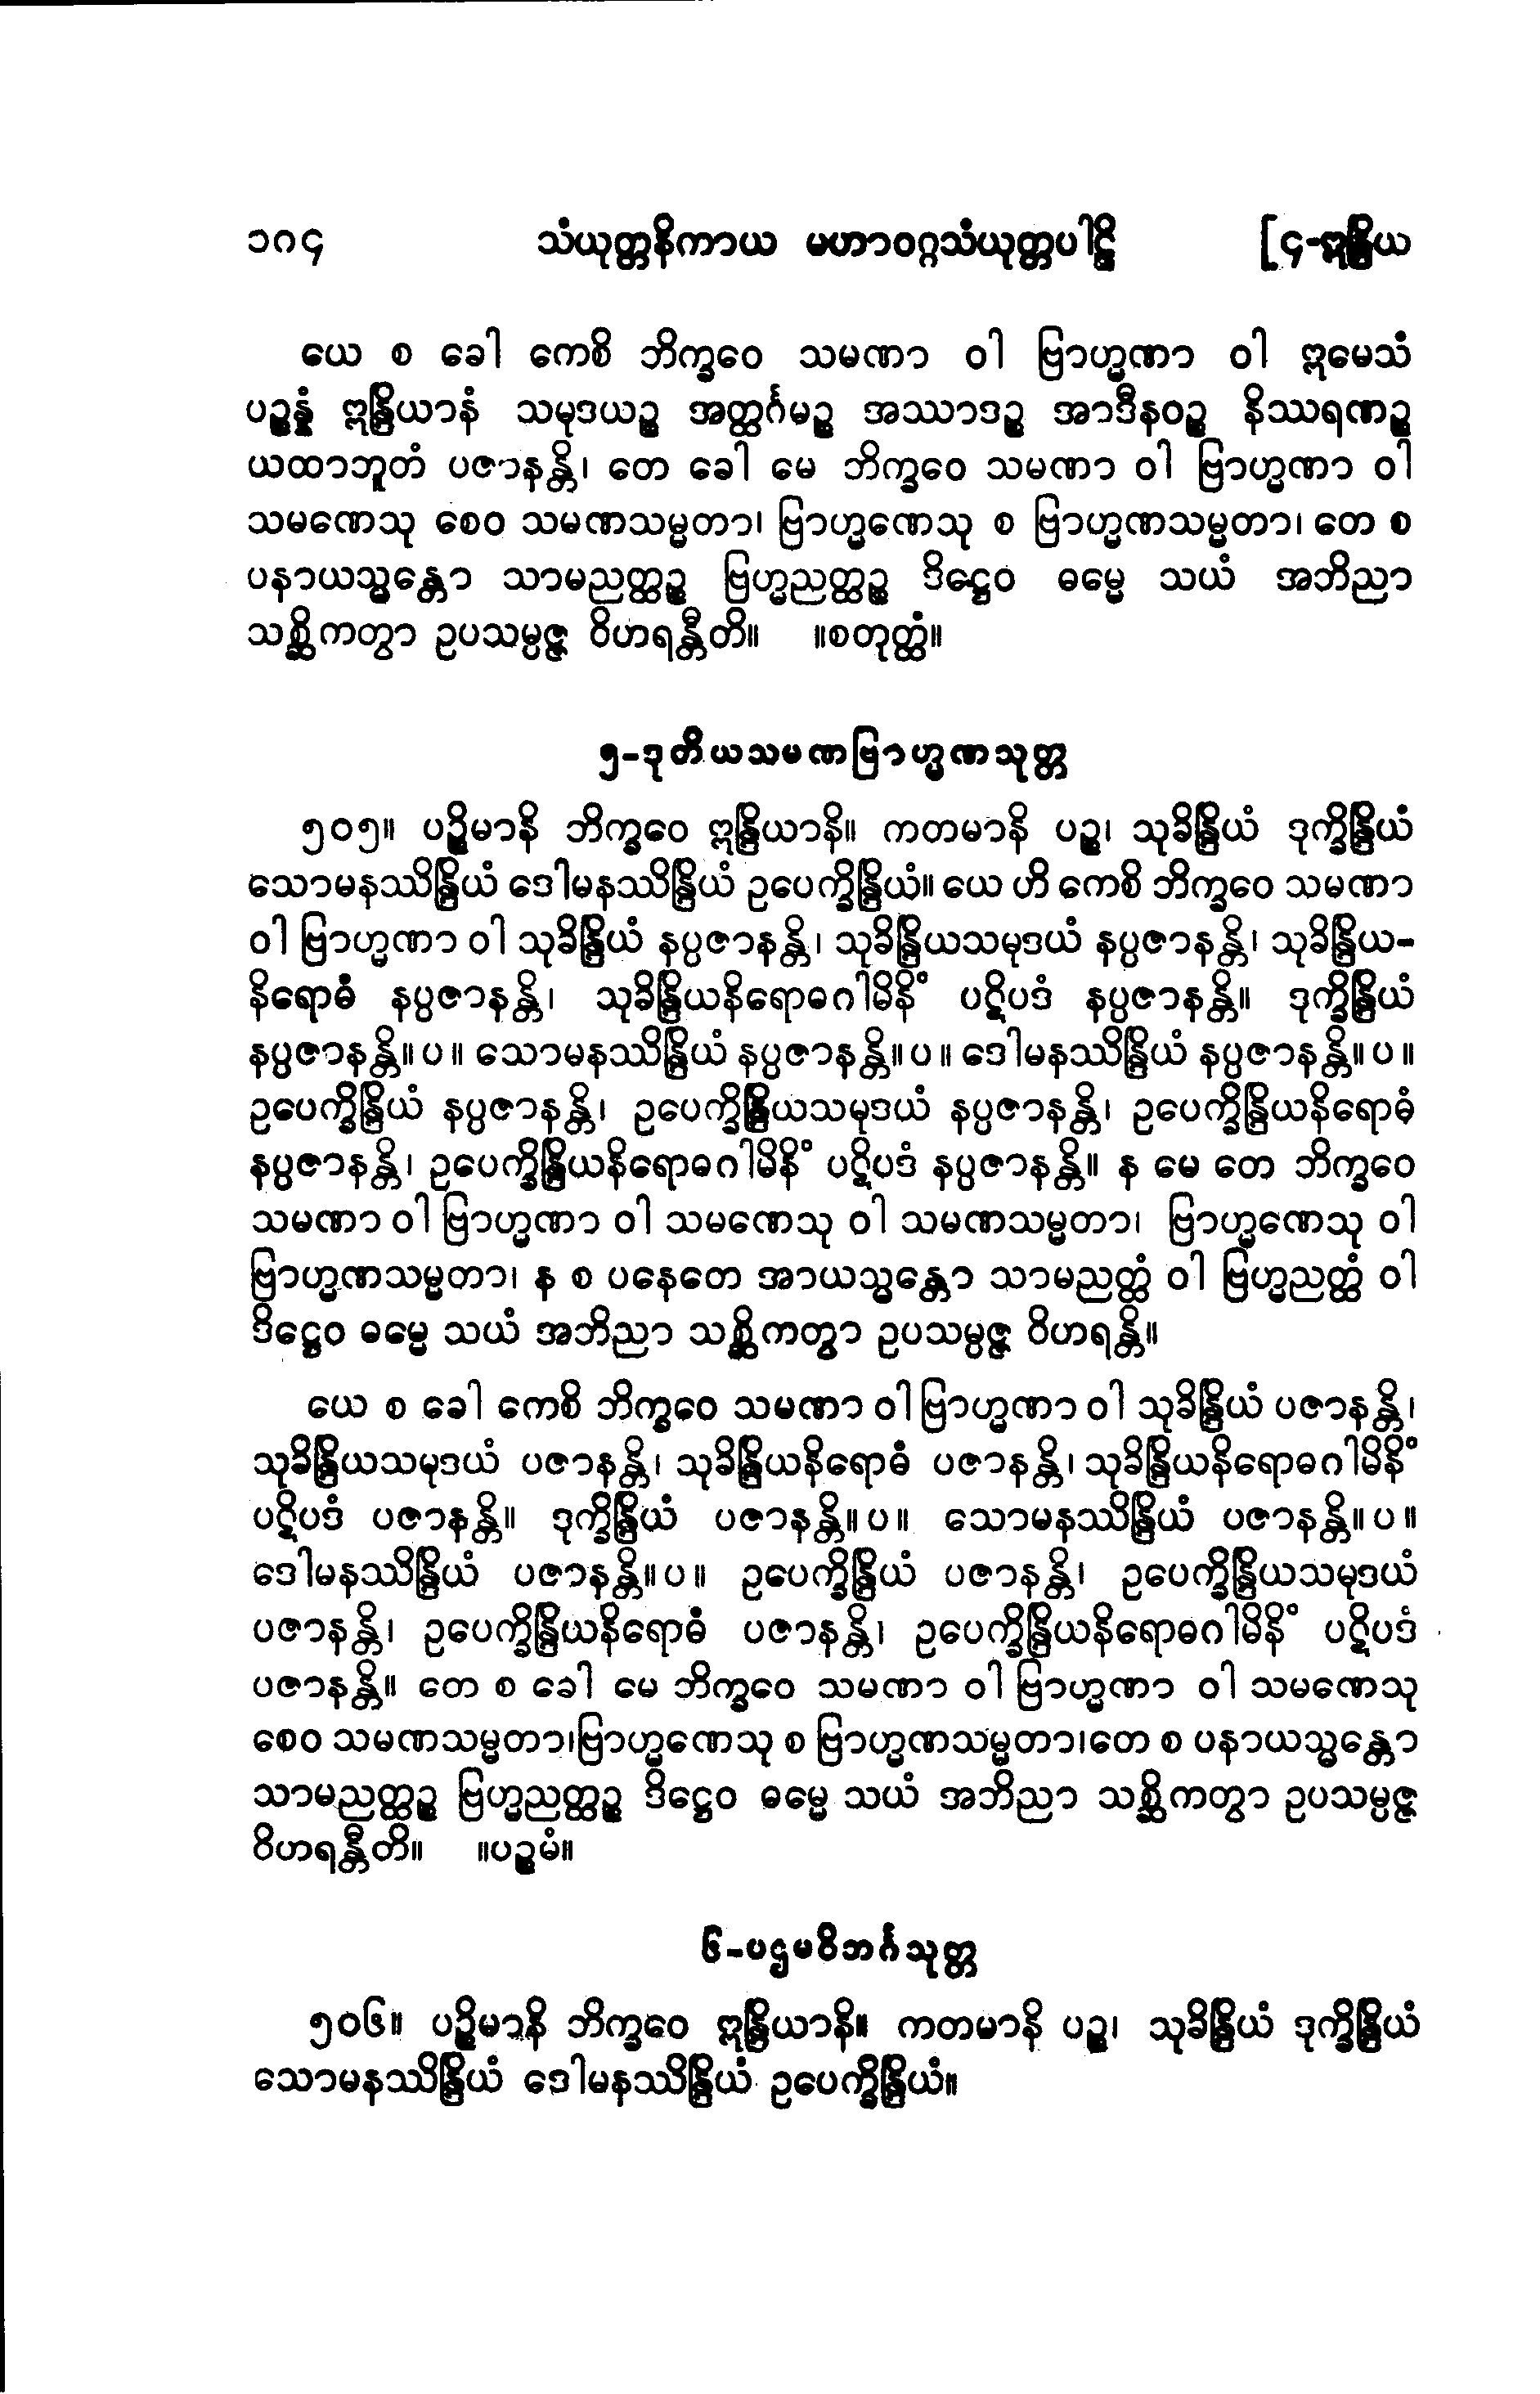 ၁၈၄ သံယုတ္တနိကာယ မဟာဝဂ္ဂသံယုတ္တပါဠိ [၄-ဣန္ဒြိယ
ယေ စ ခေါ ကေစိ ဘိက္ခဝေ သမဏာ ဝါ ဗြာဟ္မဏာ ဝါ ဣမေသံ
ပဉ္စန္နံ ဣန္ဒြိယာနံ သမုဒယဉ္စ အတ္ထင်္ဂမဉ္စ အဿာဒဉ္စ အာဒီနဝဉ္စ နိဿရဏဉ္စ
ယထာဘူတံ ပဇာနန္တိ၊ တေ ခေါ မေ ဘိက္ခဝေ သမဏာ ဝါ ဗြာဟ္မဏာ ဝါ
သမဏေသု စေဝ သမဏသမ္မတာ၊ ဗြာဟ္မဏေသု စ ဗြာဟ္မဏသမ္မတာ၊ တေ စ
ပနာယသ္မန္တော သာမညတ္ထဉ္စ ဗြဟ္မညတ္ထဉ္စ ဒိဋ္ဌေဝ ဓမ္မေ သယံ အဘိညာ
သစ္ဆိကတွာ ဥပသမ္ပဇ္ဇ ဝိဟရန္တီတိ။ ။စတုတ္ထံ။
၅-ဒုတိယသမဏဗြာဟ္မဏသုတ္တ
၅၀၅။ ပဉ္စိမာနိ ဘိက္ခဝေ ဣန္ဒြိယာနိ။ ကတမာနိ ပဉ္စ၊ သုခိန္ဒြိယံ ဒုက္ခိန္ဒြိယံ
သောမနဿိန္ဒြိယံ ဒေါမနဿိန္ဒြိယံ ဥပေက္ခိန္ဒြိယံ။ ယေ ဟိ ကေစိ ဘိက္ခဝေ သမဏာ
ဝါ ဗြာဟ္မဏာ ဝါ သုခိန္ဒြိယံ နပ္ပဇာနန္တိ၊ သုခိန္ဒြိယသမုဒယံ နပ္ပဇာနန္တိ၊ သုခိန္ဒြိယ-
နိရောဓံ နပ္ပဇာနန္တိ၊ သုခိန္ဒြိယနိရောဓဂါမိနိံ ပဋိပဒံ နပ္ပဇာနန္တိ။ ဒုက္ခိန္ဒြိယံ
နပ္ပဇာနန္တိ။ပ။ သောမနဿိန္ဒြိယံ နပ္ပဇာနန္တိ။ပ။ ဒေါမနဿိန္ဒြိယံ နပ္ပဇာနန္တိ။ပ။
ဥပေက္ခိန္ဒြိယံ နပ္ပဇာနန္တိ၊ ဥပေက္ခိန္ဒြိယသမုဒယံ နပ္ပဇာနန္တိ၊ ဥပေက္ခိန္ဒြိယနိရောဓံ
နပ္ပဇာနန္တိ၊ ဥပေက္ခိန္ဒြိယနိရောဓဂါမိနိံ ပဋိပဒံ နပ္ပဇာနန္တိ။ န မေ တေ ဘိက္ခဝေ
သမဏာ ဝါ ဗြာဟ္မဏာ ဝါ သမဏေသု ဝါ သမဏသမ္မတာ၊ ဗြာဟ္မဏေသု ဝါ
ဗြာဟ္မဏသမ္မတာ၊ န စ ပနေတေ အာယသ္မန္တော သာမညတ္ထံ ဝါ ဗြဟ္မညတ္ထံ ဝါ
ဒိဋ္ဌေဝ ဓမ္မေ သယံ အဘိညာ သစ္ဆိကတွာ ဥပသမ္ပဇ္ဇ ဝိဟရန္တိ။
ယေ စ ခေါ ကေစိ ဘိက္ခဝေ သမဏာ ဝါ ဗြာဟ္မဏာ ဝါ သုခိန္ဒြိယံ ပဇာနန္တိ၊
သုခိန္ဒြိယသမုဒယံ ပဇာနန္တိ၊ သုခိန္ဒြိယနိရောဓံ ပဇာနန္တိ၊ သုခိန္ဒြိယနိရောဓဂါမိနိံ
ပဋိပဒံ ပဇာနန္တိ။ ဒုက္ခိန္ဒြိယံ ပဇာနန္တိ။ပ။ သောမနဿိန္ဒြိယံ ပဇာနန္တိ။ပ။
ဒေါမနဿိန္ဒြိယံ ပဇာနန္တိ။ပ။ ဥပေက္ခိန္ဒြိယံ ပဇာနန္တိ၊ ဥပေက္ခိန္ဒြိယသမုဒယံ
ပဇာနန္တိ၊ ဥပေက္ခိန္ဒြိယနိရောဓံ ပဇာနန္တိ၊ ဥပေက္ခိန္ဒြိယနိရောဓဂါမိနိံ ပဋိပဒံ
ပဇာနန္တိ။ တေ စ ခေါ မေ ဘိက္ခဝေ သမဏာ ဝါ ဗြာဟ္မဏာ ဝါ သမဏေသု
စေဝ သမဏသမ္မတာ၊ဗြာဟ္မဏေသု စ ဗြာဟ္မဏသမ္မတာ၊တေ စ ပနာယသ္မန္တော
သာမညတ္ထဉ္စ ဗြဟ္မညတ္ထဉ္စ ဒိဋ္ဌေဝ ဓမ္မေ သယံ အဘိညာ သစ္ဆိကတွာ ဥပသမ္ပဇ္ဇ
ဝိဟရန္တီတိ။ ။ပဉ္စမံ။
၆-ပဌမဝိဘင်္ဂသုတ္တ
၅၀၆။ ပဉ္စိမာနိ ဘိက္ခဝေ ဣန္ဒြိယာနိ။ ကတမာနိ ပဉ္စ၊ သုခိန္ဒြိယံ ဒုက္ခိန္ဒြိယံ
သောမနဿိန္ဒြိယံ ဒေါမနဿိန္ဒြိယံ ဥပေက္ခိန္ဒြိယံ။